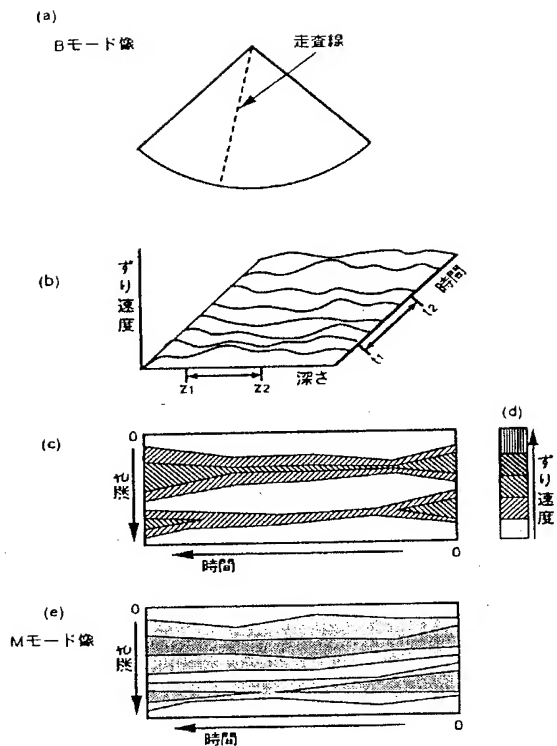 (a)
Bモード像
走査線
(b)
ずり速度
時間
t2
t1
z1
z2
深さ
(c)
0
深さ
時間
0
(d)
ずり速度
(e)
Mモード像
0
深さ
時間
0